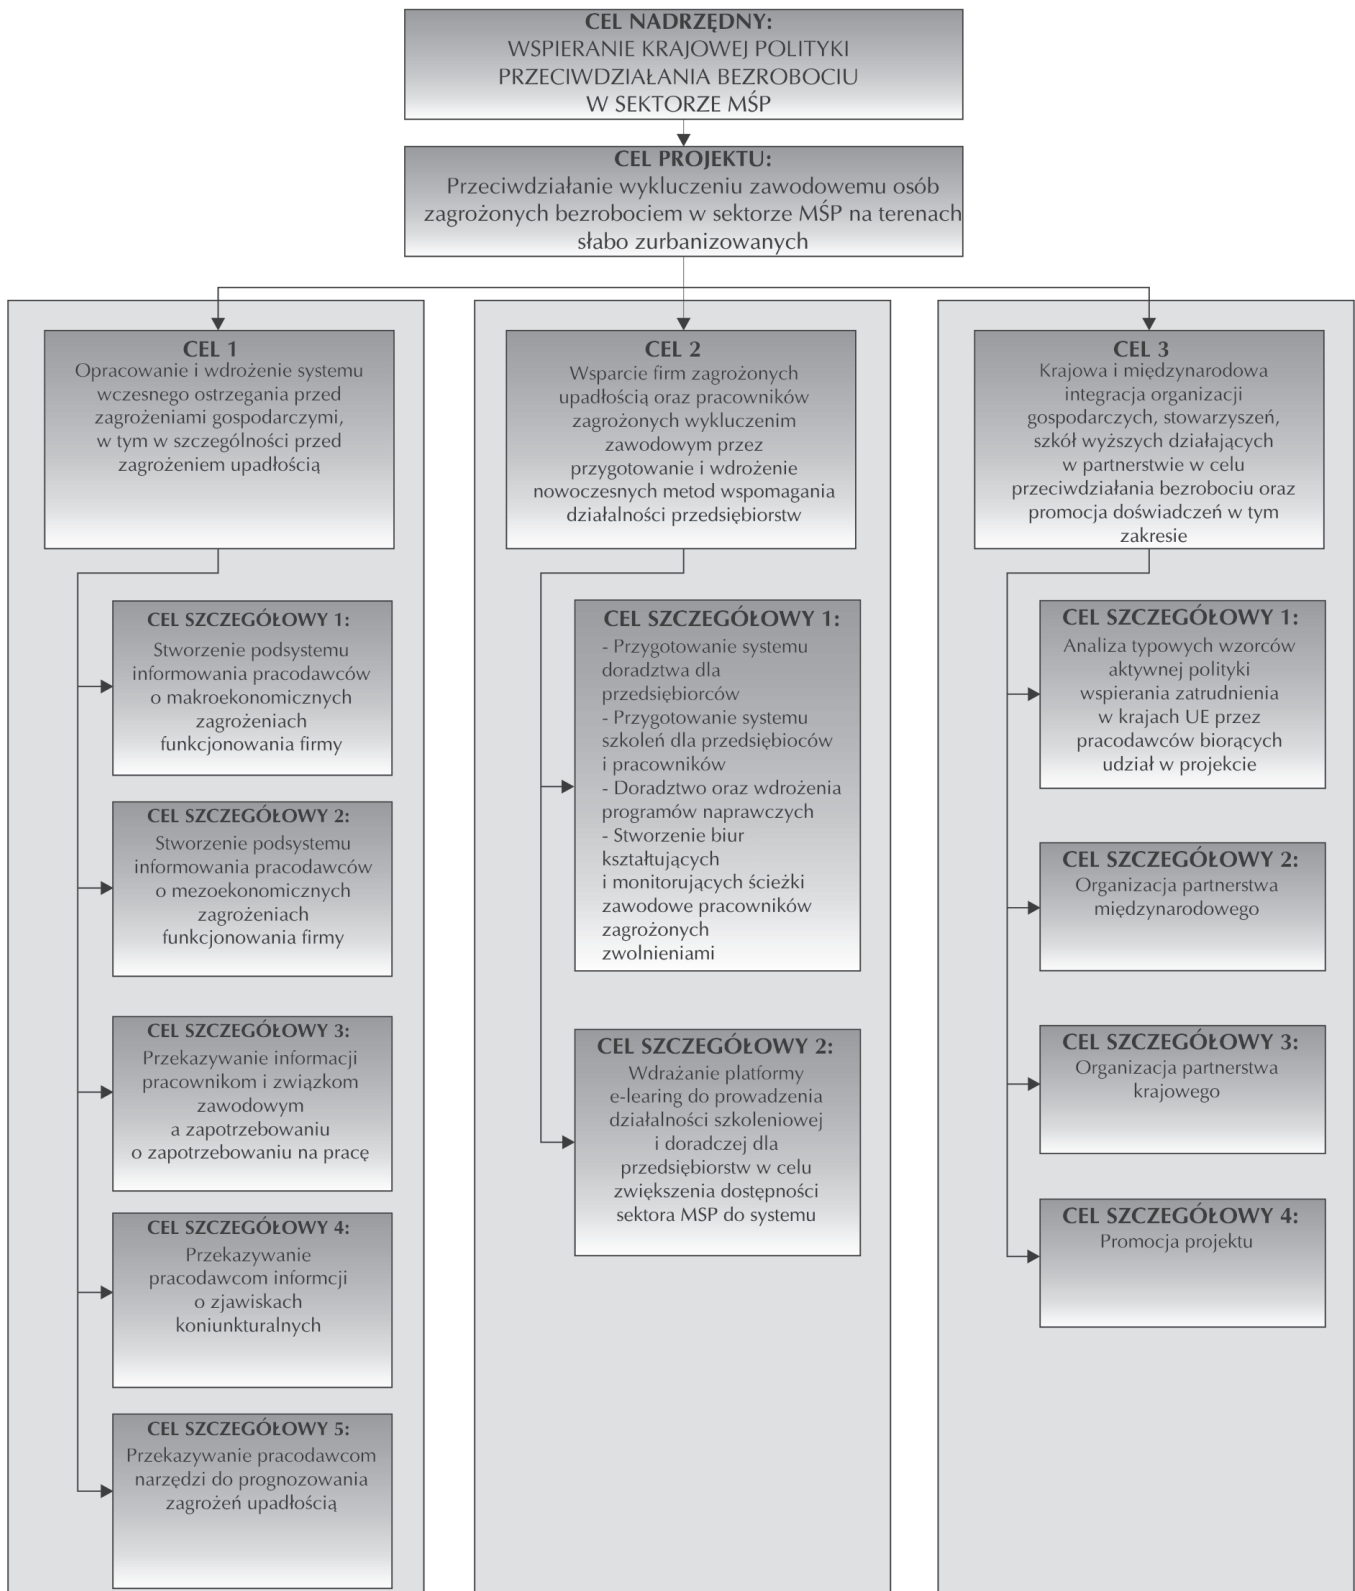 CEL NADRZĘDNY:
WSPIERANIE KRAJOWEJ POLITYKI
PRZECIWDZIAŁANIA BEZROBOCIU
W SEKTORZE MŚP
CEL PROJEKTU:
Przeciwdziałanie wykluczeniu zawodowemu osób
zagrożonych bezrobociem w sektorze MŚP na terenach
słabo zurbanizowanych
CEL 1
Opracowanie i wdrożenie systemu
wczesnego ostrzegania przed
zagrożeniami gospodarczymi,
w tym w szczególności przed
zagrożeniem upadłością
CEL SZCZEGÓŁOWY 1:
Stworzenie podsystemu
informowania pracodawców
o makroekonomicznych
zagrożeniach
funkcjonowania firmy
CEL SZCZEGÓŁOWY 2:
Stworzenie podsystemu
informowania pracodawców
o mezoekonomicznych
zagrożeniach
funkcjonowania firmy
CEL SZCZEGÓŁOWY 3:
Przekazywanie informacji
pracownikom i związkom
zawodowym
a zapotrzebowaniu
o zapotrzebowaniu na pracę
CEL SZCZEGÓŁOWY 4:
Przekazywanie
pracodawcom informcji
o zjawiskach
koniunkturalnych
CEL SZCZEGÓŁOWY 5:
Przekazywanie pracodawcom
narzędzi do prognozowania
zagrożeń upadłością
CEL 2
Wsparcie firm zagrożonych
upadłością oraz pracowników
zagrożonych wykluczenim
zawodowym przez
przygotowanie i wdrożenie
nowoczesnych metod wspomagania
działalności przedsiębiorstw
CEL SZCZEGÓŁOWY 1:
- Przygotowanie systemu
doradztwa dla
przedsiębiorców
- Przygotowanie systemu
szkoleń dla przedsiębioców
i pracowników
- Doradztwo oraz wdrożenia
programów naprawczych
- Stworzenie biur
kształtujących
i monitorujących ścieżki
zawodowe pracowników
zagrożonych
zwolnieniami
CEL SZCZEGÓŁOWY 2:
Wdrażanie platformy
e-learing do prowadzenia
działalności szkoleniowej
i doradczej dla
przedsiębiorstw w celu
zwiększenia dostępności
sektora MSP do systemu
CEL 3
Krajowa i międzynarodowa
integracja organizacji
gospodarczych, stowarzyszeń,
szkół wyższych działających
w partnerstwie w celu
przeciwdziałania bezrobociu oraz
promocja doświadczeń w tym
zakresie
CEL SZCZEGÓŁOWY 1:
Analiza typowych wzorców
aktywnej polityki
wspierania zatrudnienia
w krajach UE przez
pracodawców biorących
udział w projekcie
CEL SZCZEGÓŁOWY 2:
Organizacja partnerstwa
międzynarodowego
CEL SZCZEGÓŁOWY 3:
Organizacja partnerstwa
krajowego
CEL SZCZEGÓŁOWY 4:
Promocja projektu